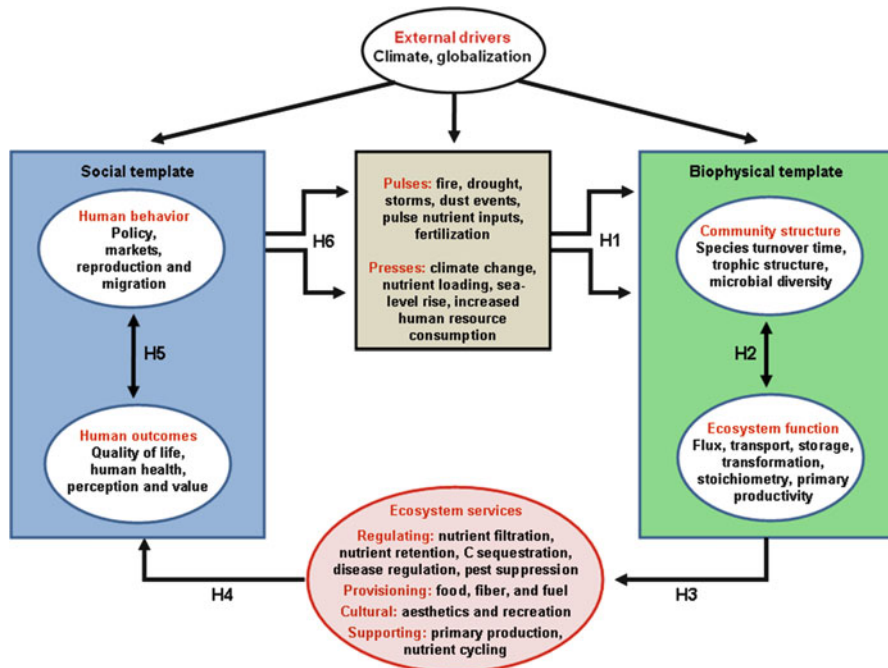 External drivers
Climate, globalization
Social template
Human behavior
Policy,
markets,
reproduction and
migration
H5
Human outcomes
Quality of life,
human health,
perception and value
H6
Pulses: fire, drought,
storms, dust events,
pulse nutrient inputs,
fertilization
Presses: climate change,
nutrient loading, sea-
level rise, increased
human resource
consumption
H1
Biophysical template
Community structure
Species turnover time,
trophic structure,
microbial diversity
H2
Ecosystem function
Flux, transport, storage,
transformation,
stoichiometry, primary
productivity
H3
Ecosystem services
Regulating: nutrient filtration,
nutrient retention, C sequestration,
disease regulation, pest suppression
Provisioning: food, fiber, and fuel
Cultural: aesthetics and recreation
Supporting: primary production,
nutrient cycling
H4